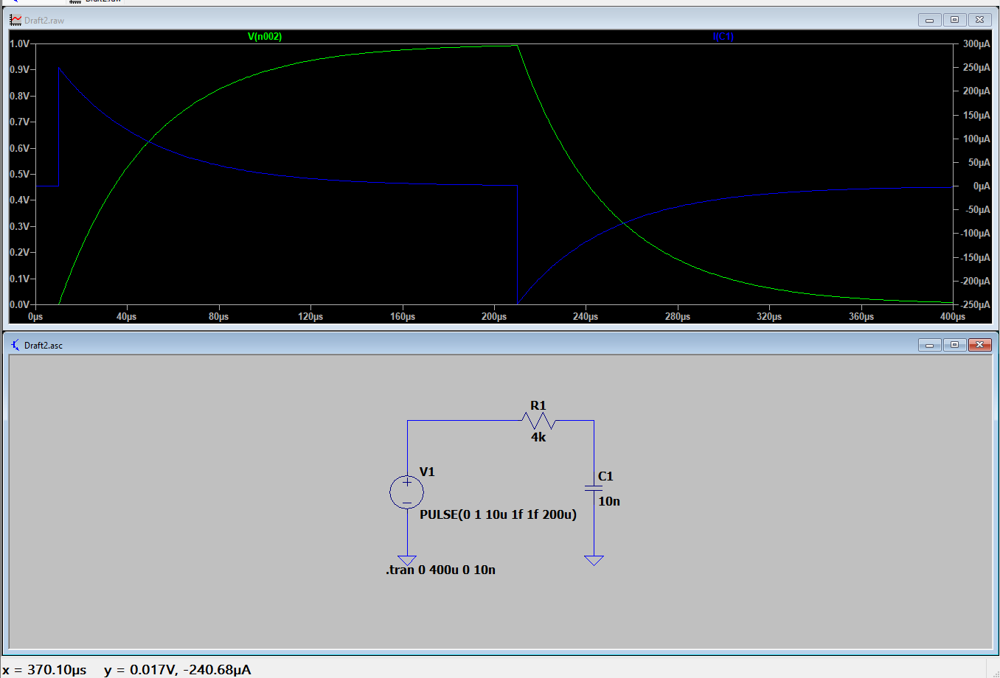 Draft2.raw
Draft2.raw
V(n002) I(C1)
1.0V 300µA
0.9V 250µA
0.8V 200µA
0.7V 150µA
0.6V 100µA
0.5V 50µA
0.4V 0µA
0.3V -50µA
0.2V -100µA
0.1V -150µA
0.0V -200µA
-250µA
0µs 40µs 80µs 120µs 160µs 200µs 240µs 280µs 320µs 360µs 400µs
Draft2.asc
R1
4k
V1
C1
10n
PULSE(0 1 10u 1f 1f 200u)
.tran 0 400u 0 10n
x = 370.10µs y = 0.017V, -240.68µA